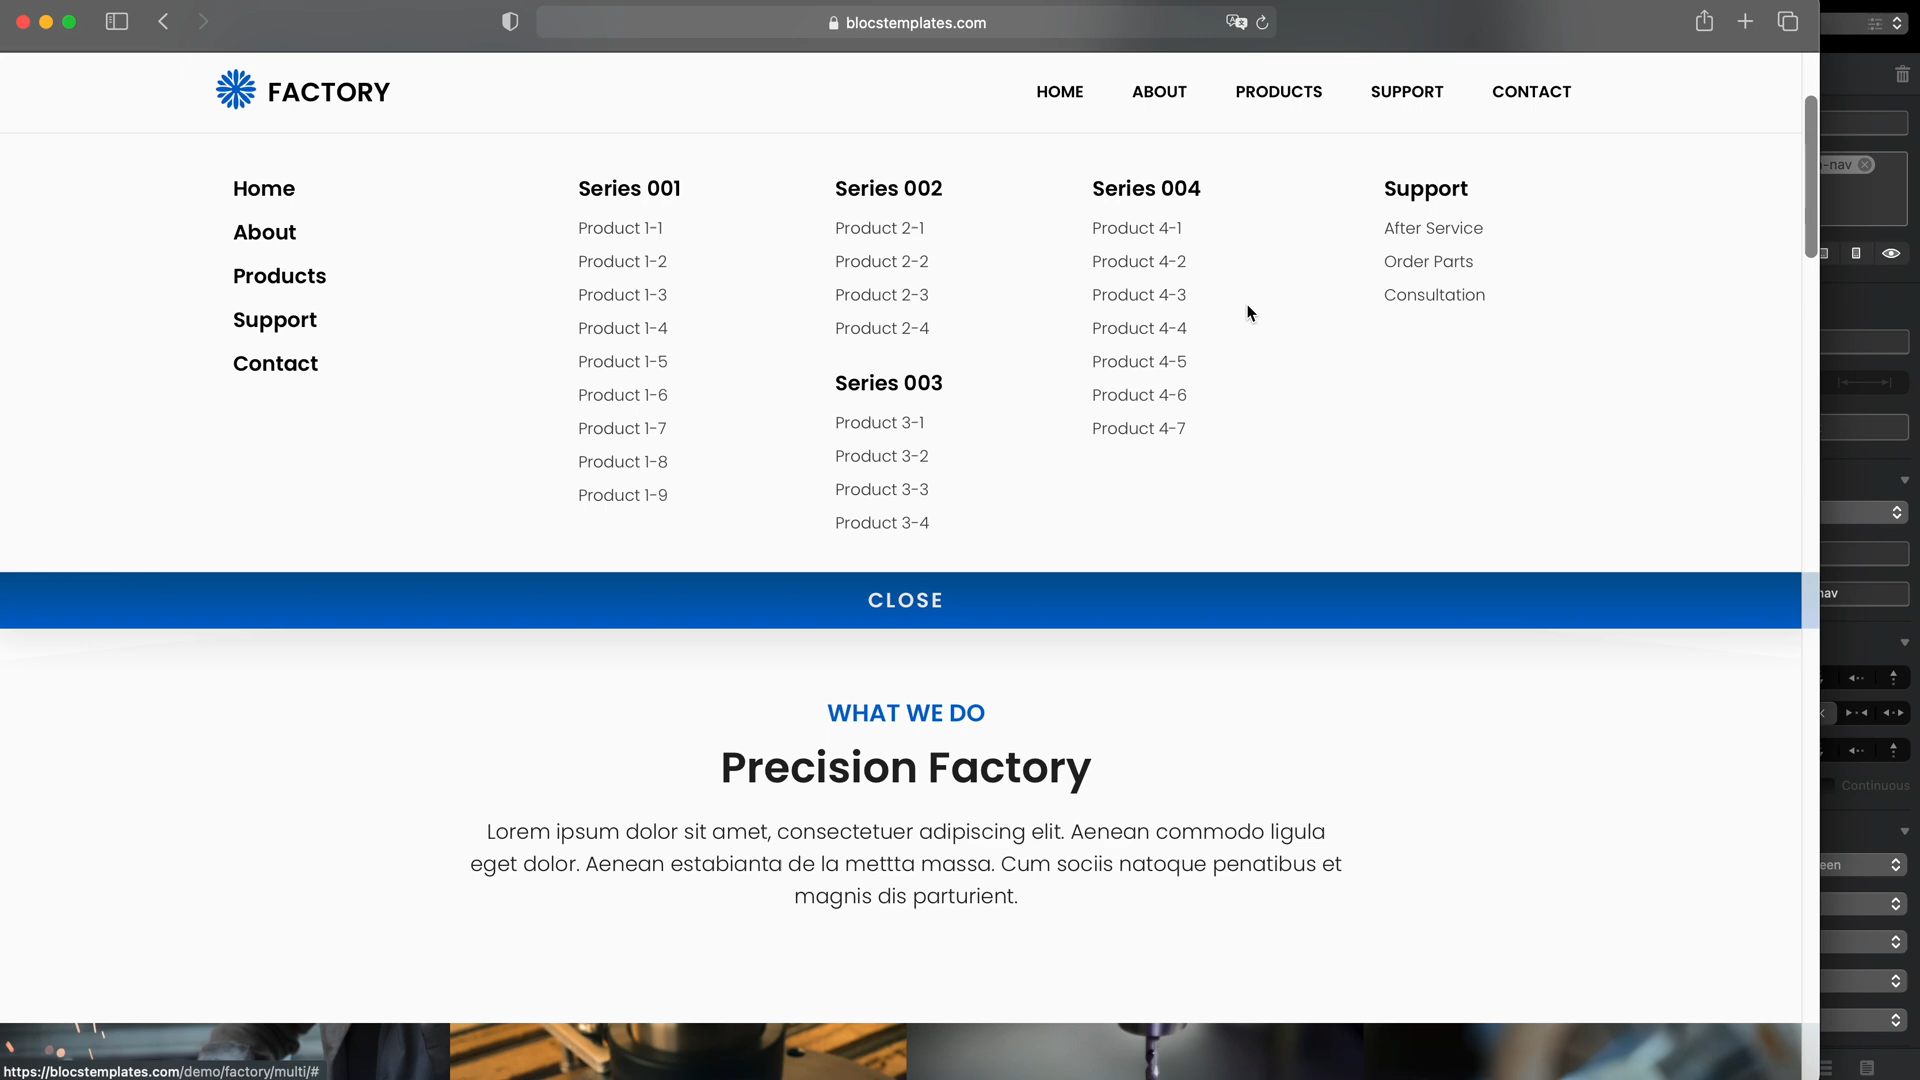 blocstemplates.com
FACTORY
HOME
ABOUT
PRODUCTS
SUPPORT
CONTACT
Home
About
Products
Support
Contact
Series 001
Product 1-1
Product 1-2
Product 1-3
Product 1-4
Product 1-5
Product 1-6
Product 1-7
Product 1-8
Product 1-9
Series 002
Product 2-1
Product 2-2
Product 2-3
Product 2-4
Series 003
Product 3-1
Product 3-2
Product 3-3
Product 3-4
Series 004
Product 4-1
Product 4-2
Product 4-3
Product 4-4
Product 4-5
Product 4-6
Product 4-7
Support
After Service
Order Parts
Consultation
CLOSE
WHAT WE DO
Precision Factory
Lorem ipsum dolor sit amet, consectetuer adipiscing elit. Aenean commodo ligula
eget dolor. Aenean estabianta de la mettta massa. Cum sociis natoque penatibus et
magnis dis parturient.
https://blocstemplates.com/demo/factory/multi/#
-nav
nav
Continuous
een